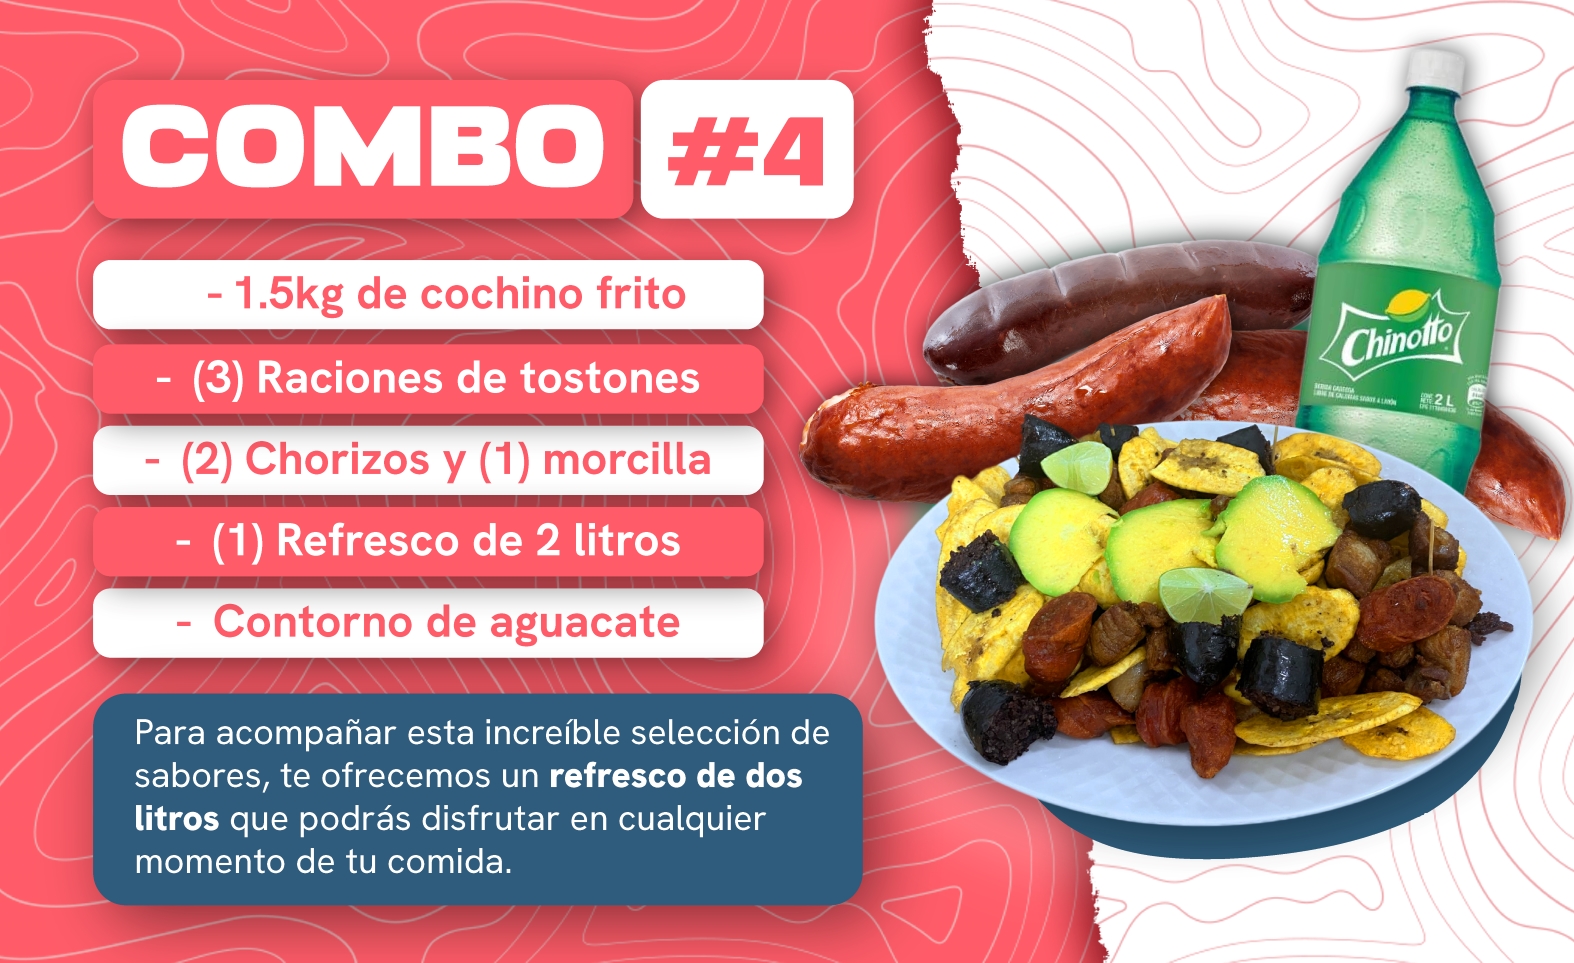 COMBO #4
- 1.5kg de cochino frito
- (3) Raciones de tostones
- (2) Chorizos y (1) morcilla
- (1) Refresco de 2 litros
- Contorno de aguacate
Para acompañar esta increíble selección de
sabores, te ofrecemos un refresco de dos
litros que podrás disfrutar en cualquier
momento de tu comida.
Chinotto
2 L